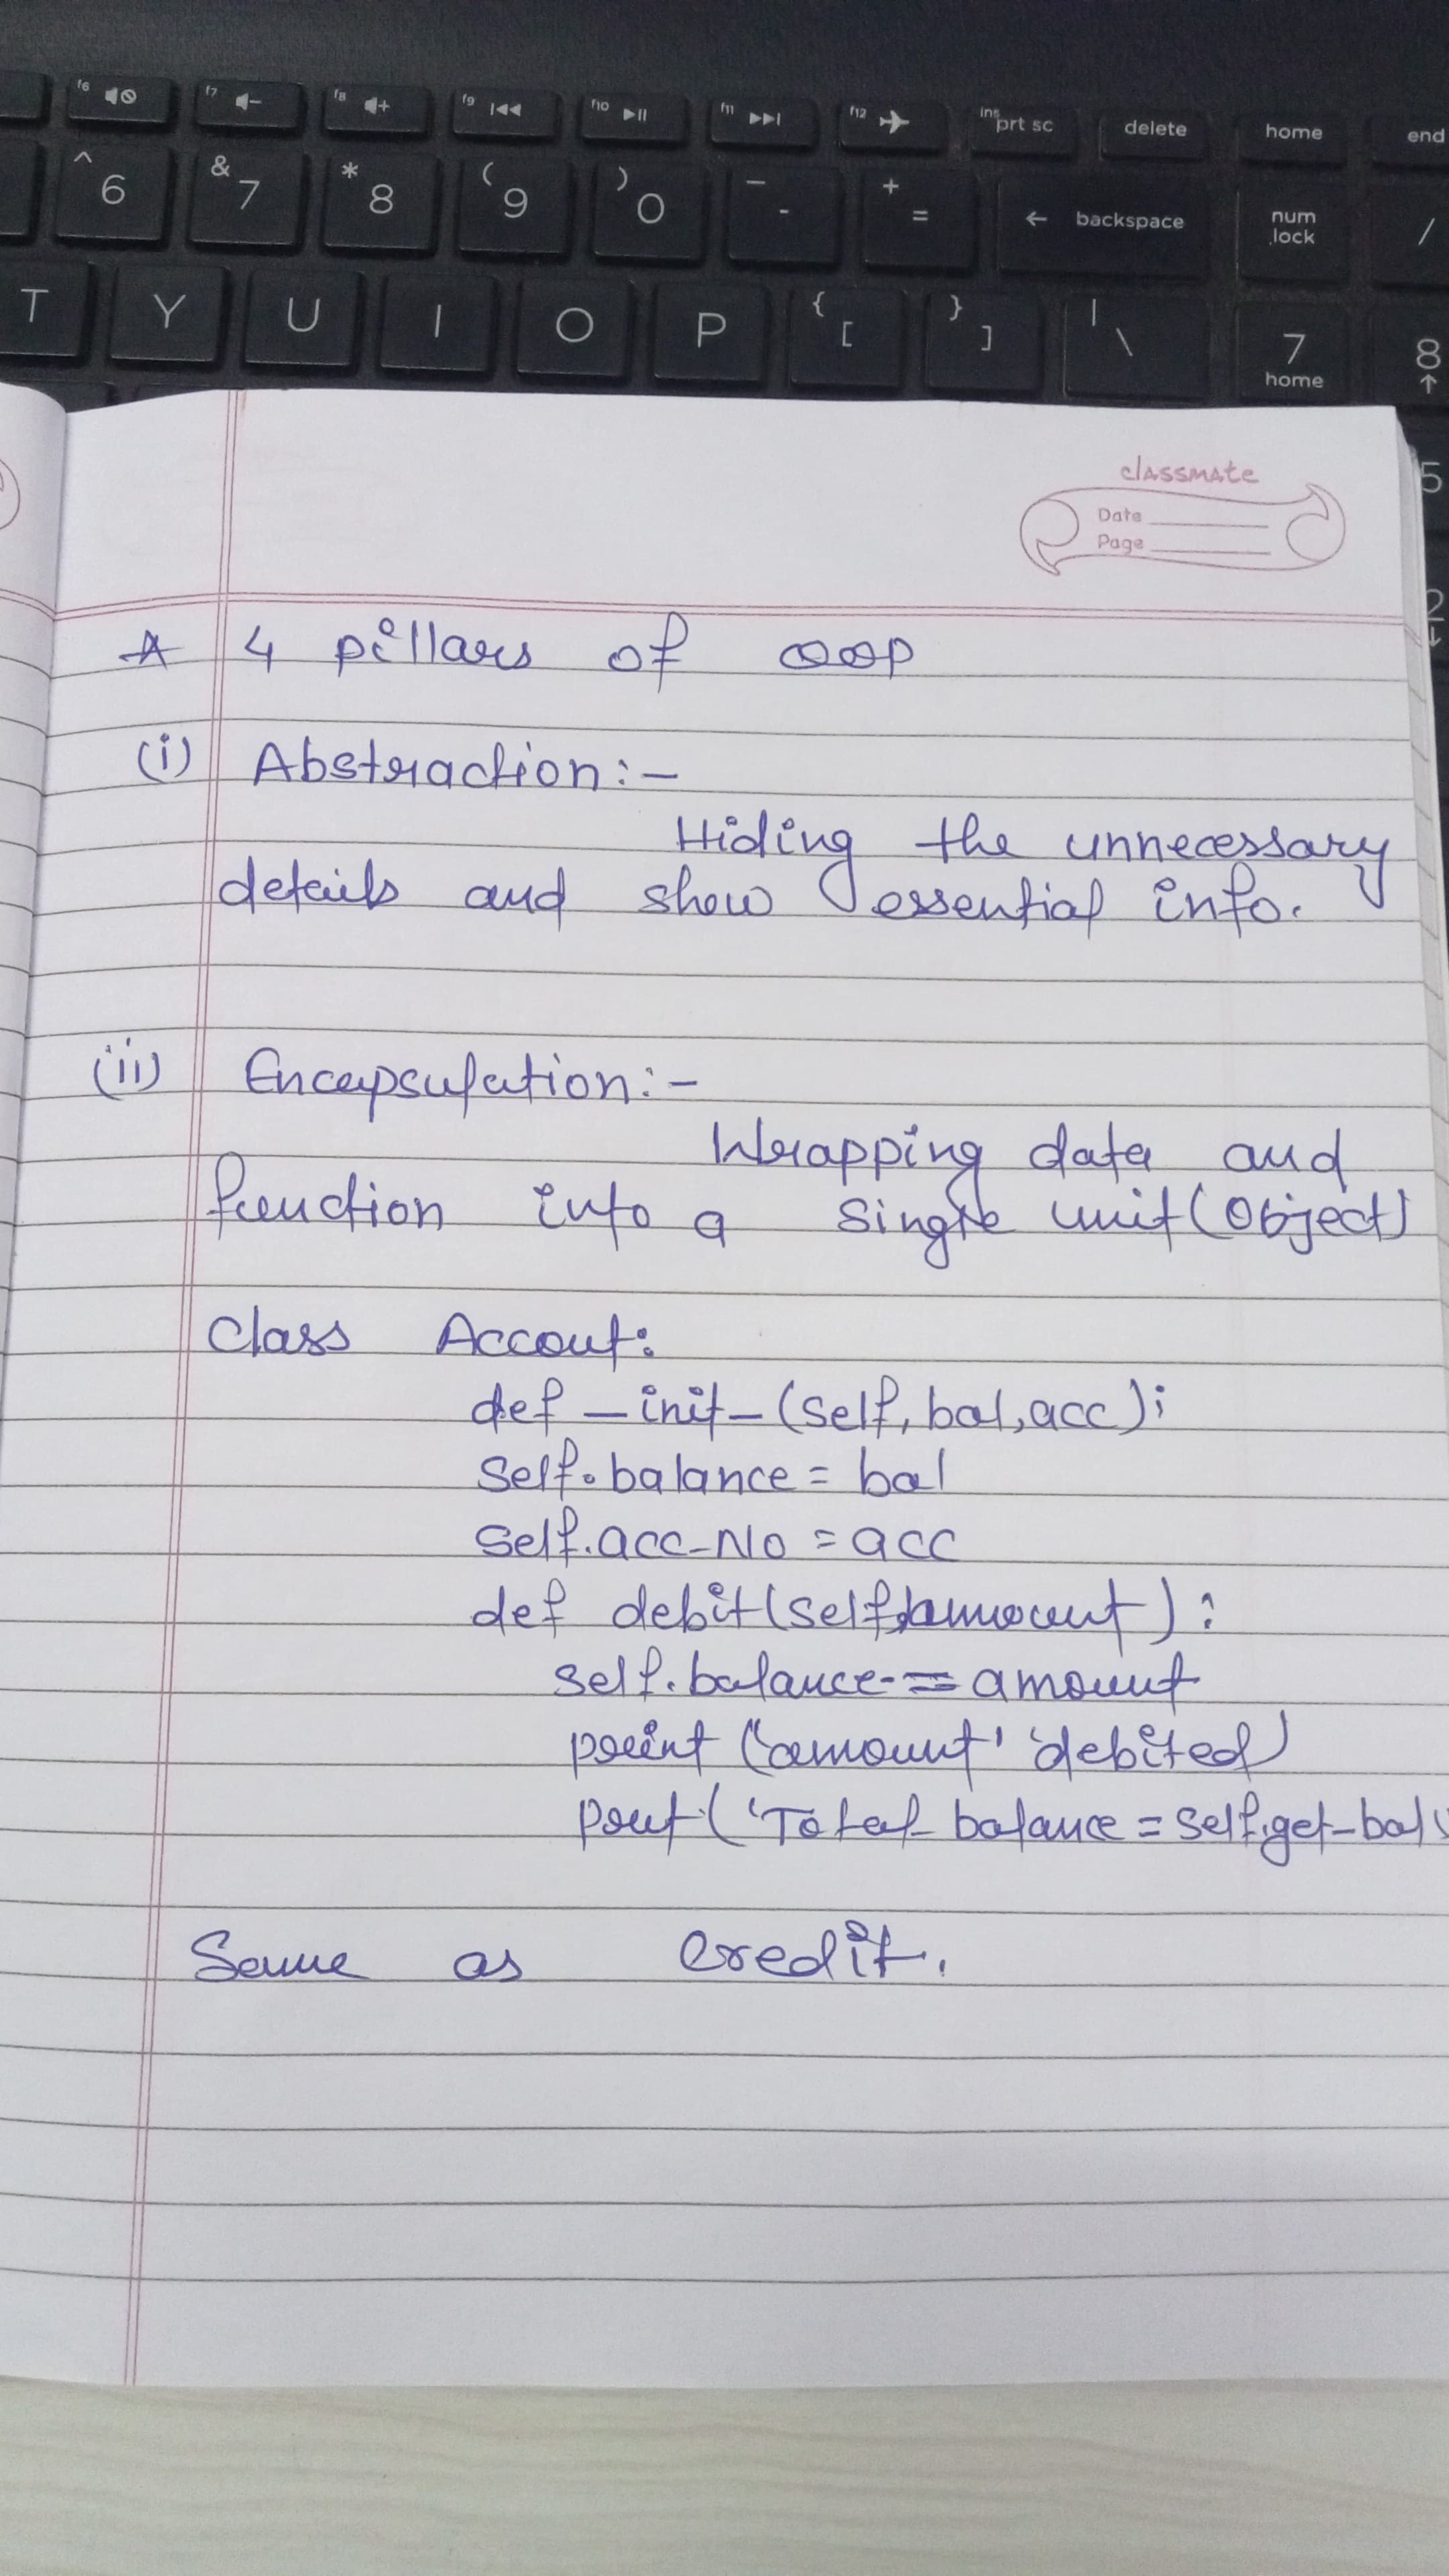 f6
f7 -
f8 +
f9
f10
f11
f12
ins prt sc
delete
home
end
^ 6
& 7
* 8
( 9
) 0
_ -
+ =
← backspace
num lock
/
T
Y
U
I
O
P
{ [
} ]
| \
7 home
8 ↑
5
2 ↓
classmate
Date
Page
4 pillars of OOP
(i) Abstraction:-
Hiding the unnecessary
details and show essential info.
(ii) Encapsulation:-
Wrapping data and
function into a single unit(Object)
Class Accout:
def _init_(self, bal,acc);
self.balance = bal
self.acc_No = acc
def debit(self,amount):
self.balance-=amount
print ('amount' debited)
Total balance = self.get_bal
Same as credit.